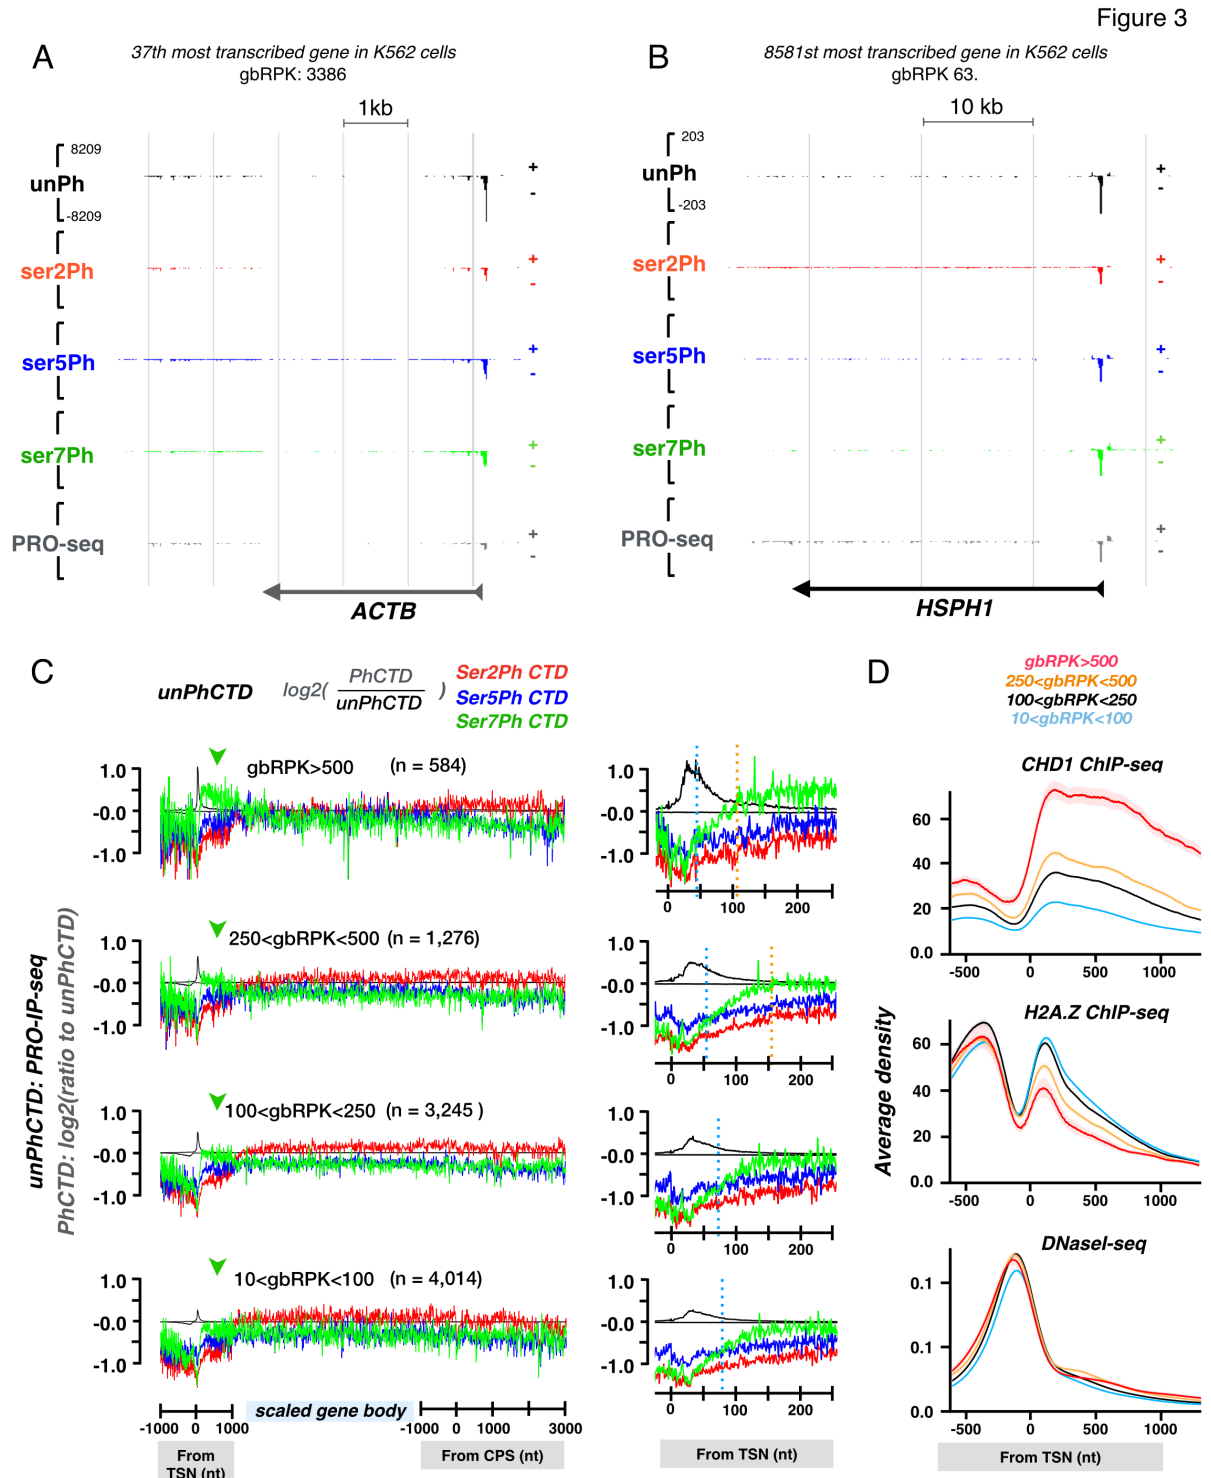 Figure 3
A
37th most transcribed gene in K562 cells
gbRPK: 3386
1kb
8209
unPh
-8209
+
-
ser2Ph
+
-
ser5Ph
+
-
ser7Ph
+
-
PRO-seq
+
-
ACTB
B
8581st most transcribed gene in K562 cells
gbRPK 63.
10 kb
203
unPh
-203
+
-
ser2Ph
+
-
ser5Ph
+
-
ser7Ph
+
-
PRO-seq
+
-
HSPH1
C
unPhCTD
log2( PhCTD )
unPhCTD
Ser2Ph CTD
Ser5Ph CTD
Ser7Ph CTD
unPhCTD: PRO-IP-seq
PhCTD: log2(ratio to unPhCTD)
gbRPK>500 (n = 584)
1.0
-0.0
-1.0
1.0
-0.0
-1.0
0 100 200
250<gbRPK<500 (n = 1,276)
1.0
-0.0
-1.0
1.0
-0.0
-1.0
0 100 200
100<gbRPK<250 (n = 3,245 )
1.0
-0.0
-1.0
1.0
-0.0
-1.0
0 100 200
10<gbRPK<100 (n = 4,014)
1.0
-0.0
-1.0
1.0
-0.0
-1.0
0 100 200
scaled gene body
-1000 0 1000 -1000 0 1000 3000
From
TSN (nt)
From CPS (nt)
From TSN (nt)
D
gbRPK>500
250<gbRPK<500
100<gbRPK<250
10<gbRPK<100
Average density
CHD1 ChIP-seq
60
40
20
0.0
-500 0 500 1000
H2A.Z ChIP-seq
60
40
20
0.0
-500 0 500 1000
DNaseI-seq
0.1
0.1
0.0
-500 0 500 1000
From TSN (nt)